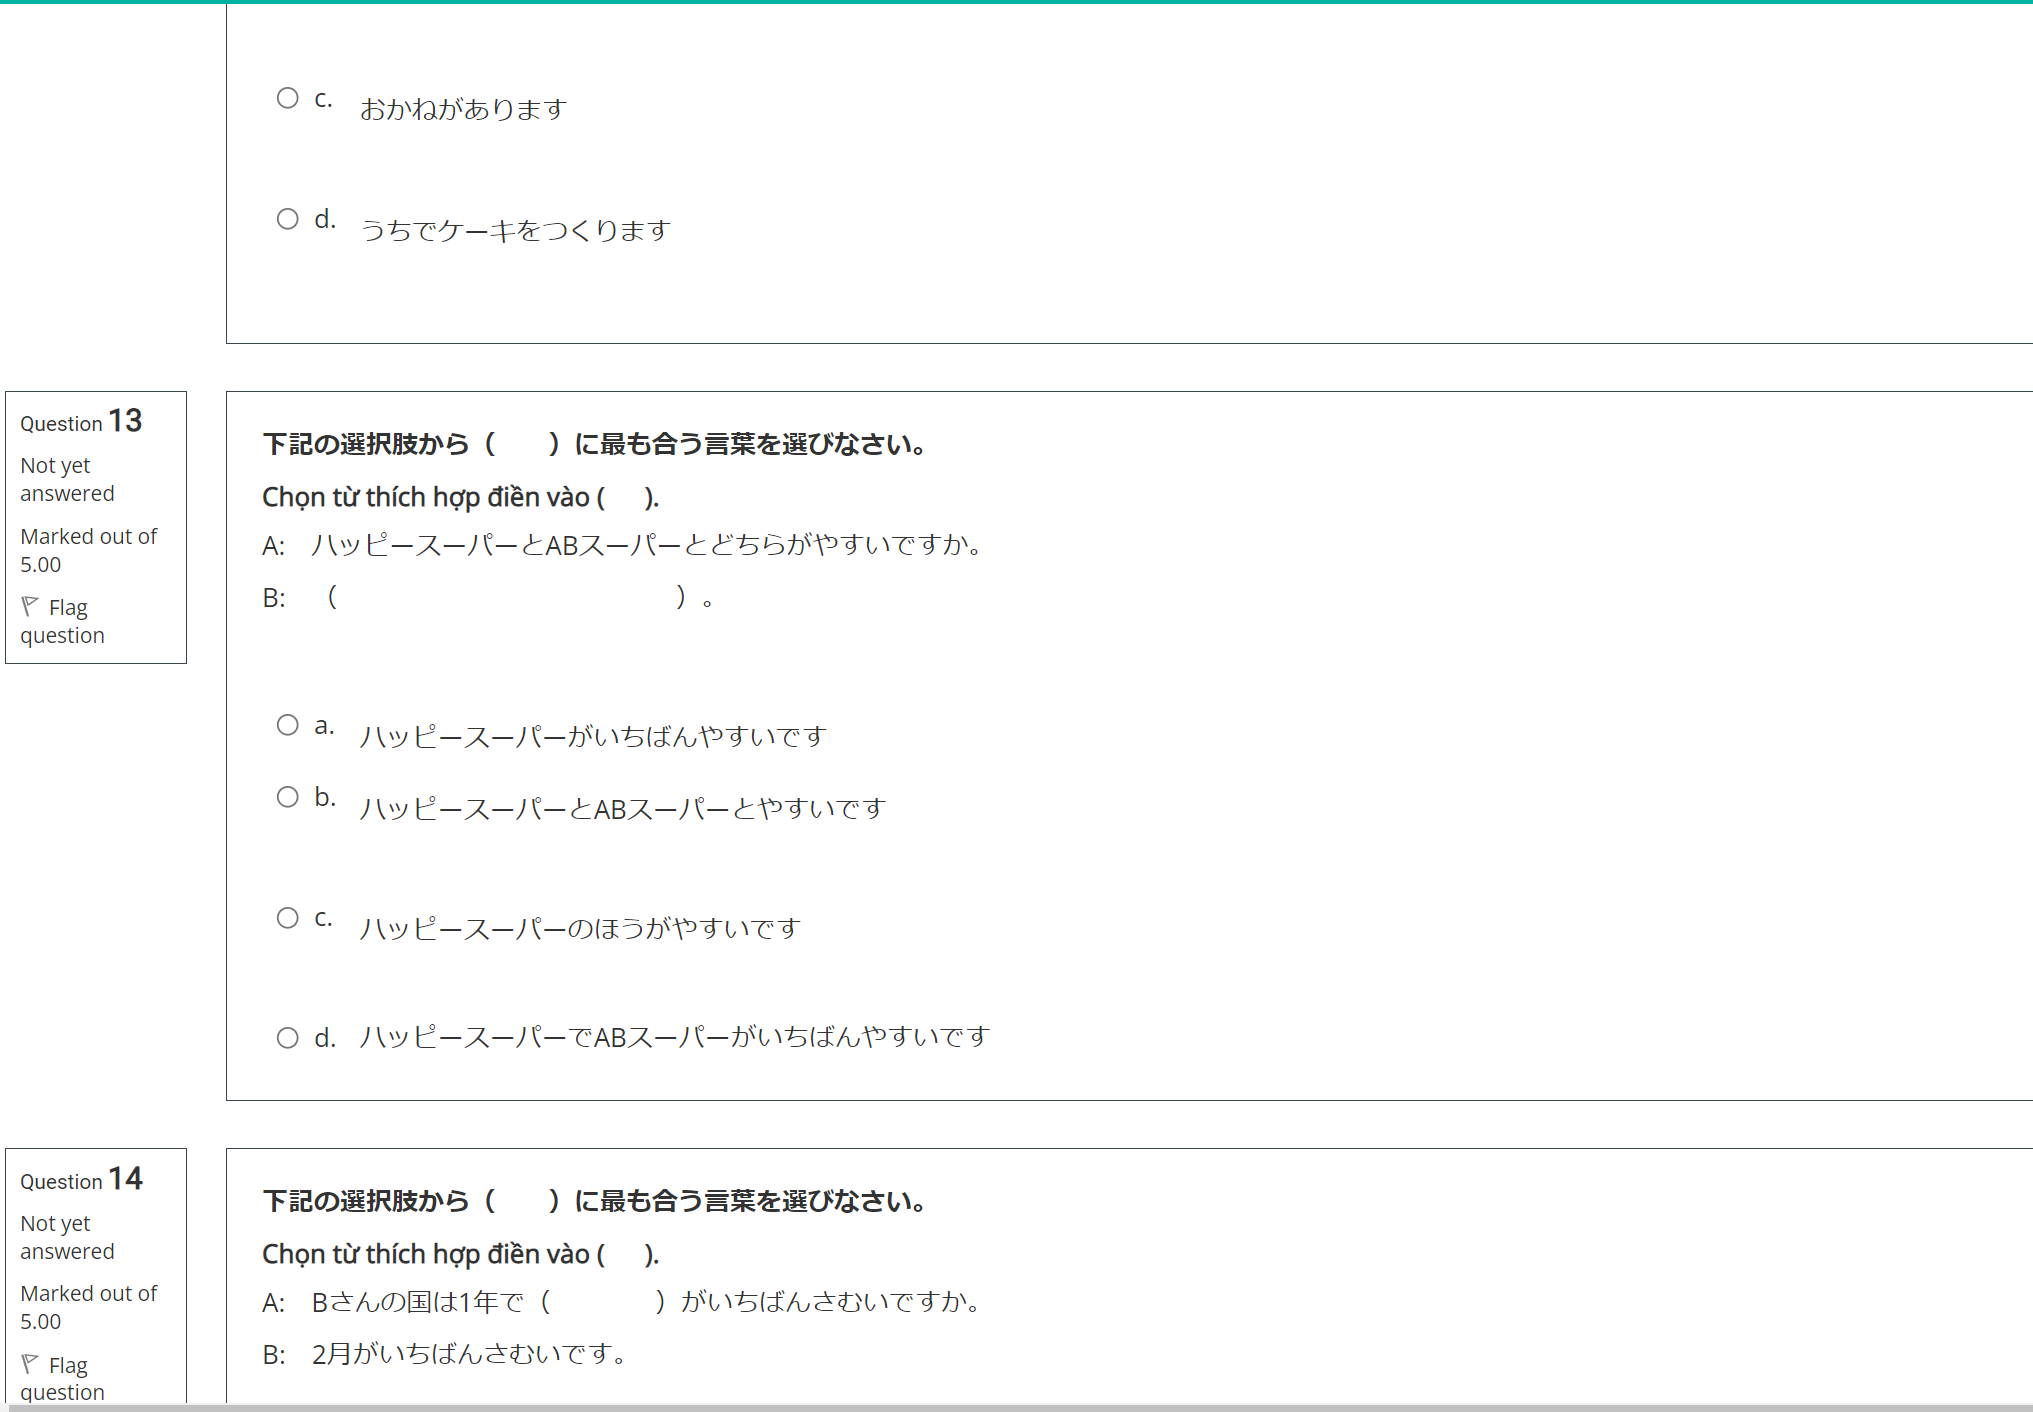 c. おかねがあります
d. うちでケーキをつくります
Question 13
Not yet
answered
Marked out of
5.00
Flag
question
下記の選択肢から（　　）に最も合う言葉を選びなさい。
Chọn từ thích hợp điền vào (     ).
A:　ハッピースーパーとABスーパーとどちらがやすいですか。
B:　（　　　　　　　　　　　　　）。
a. ハッピースーパーがいちばんやすいです
b. ハッピースーパーとABスーパーとやすいです
c. ハッピースーパーのほうがやすいです
d. ハッピースーパーでABスーパーがいちばんやすいです
Question 14
Not yet
answered
Marked out of
5.00
Flag
question
下記の選択肢から（　　）に最も合う言葉を選びなさい。
Chọn từ thích hợp điền vào (     ).
A:　Bさんの国は1年で（　　　　）がいちばんさむいですか。
B:　2月がいちばんさむいです。